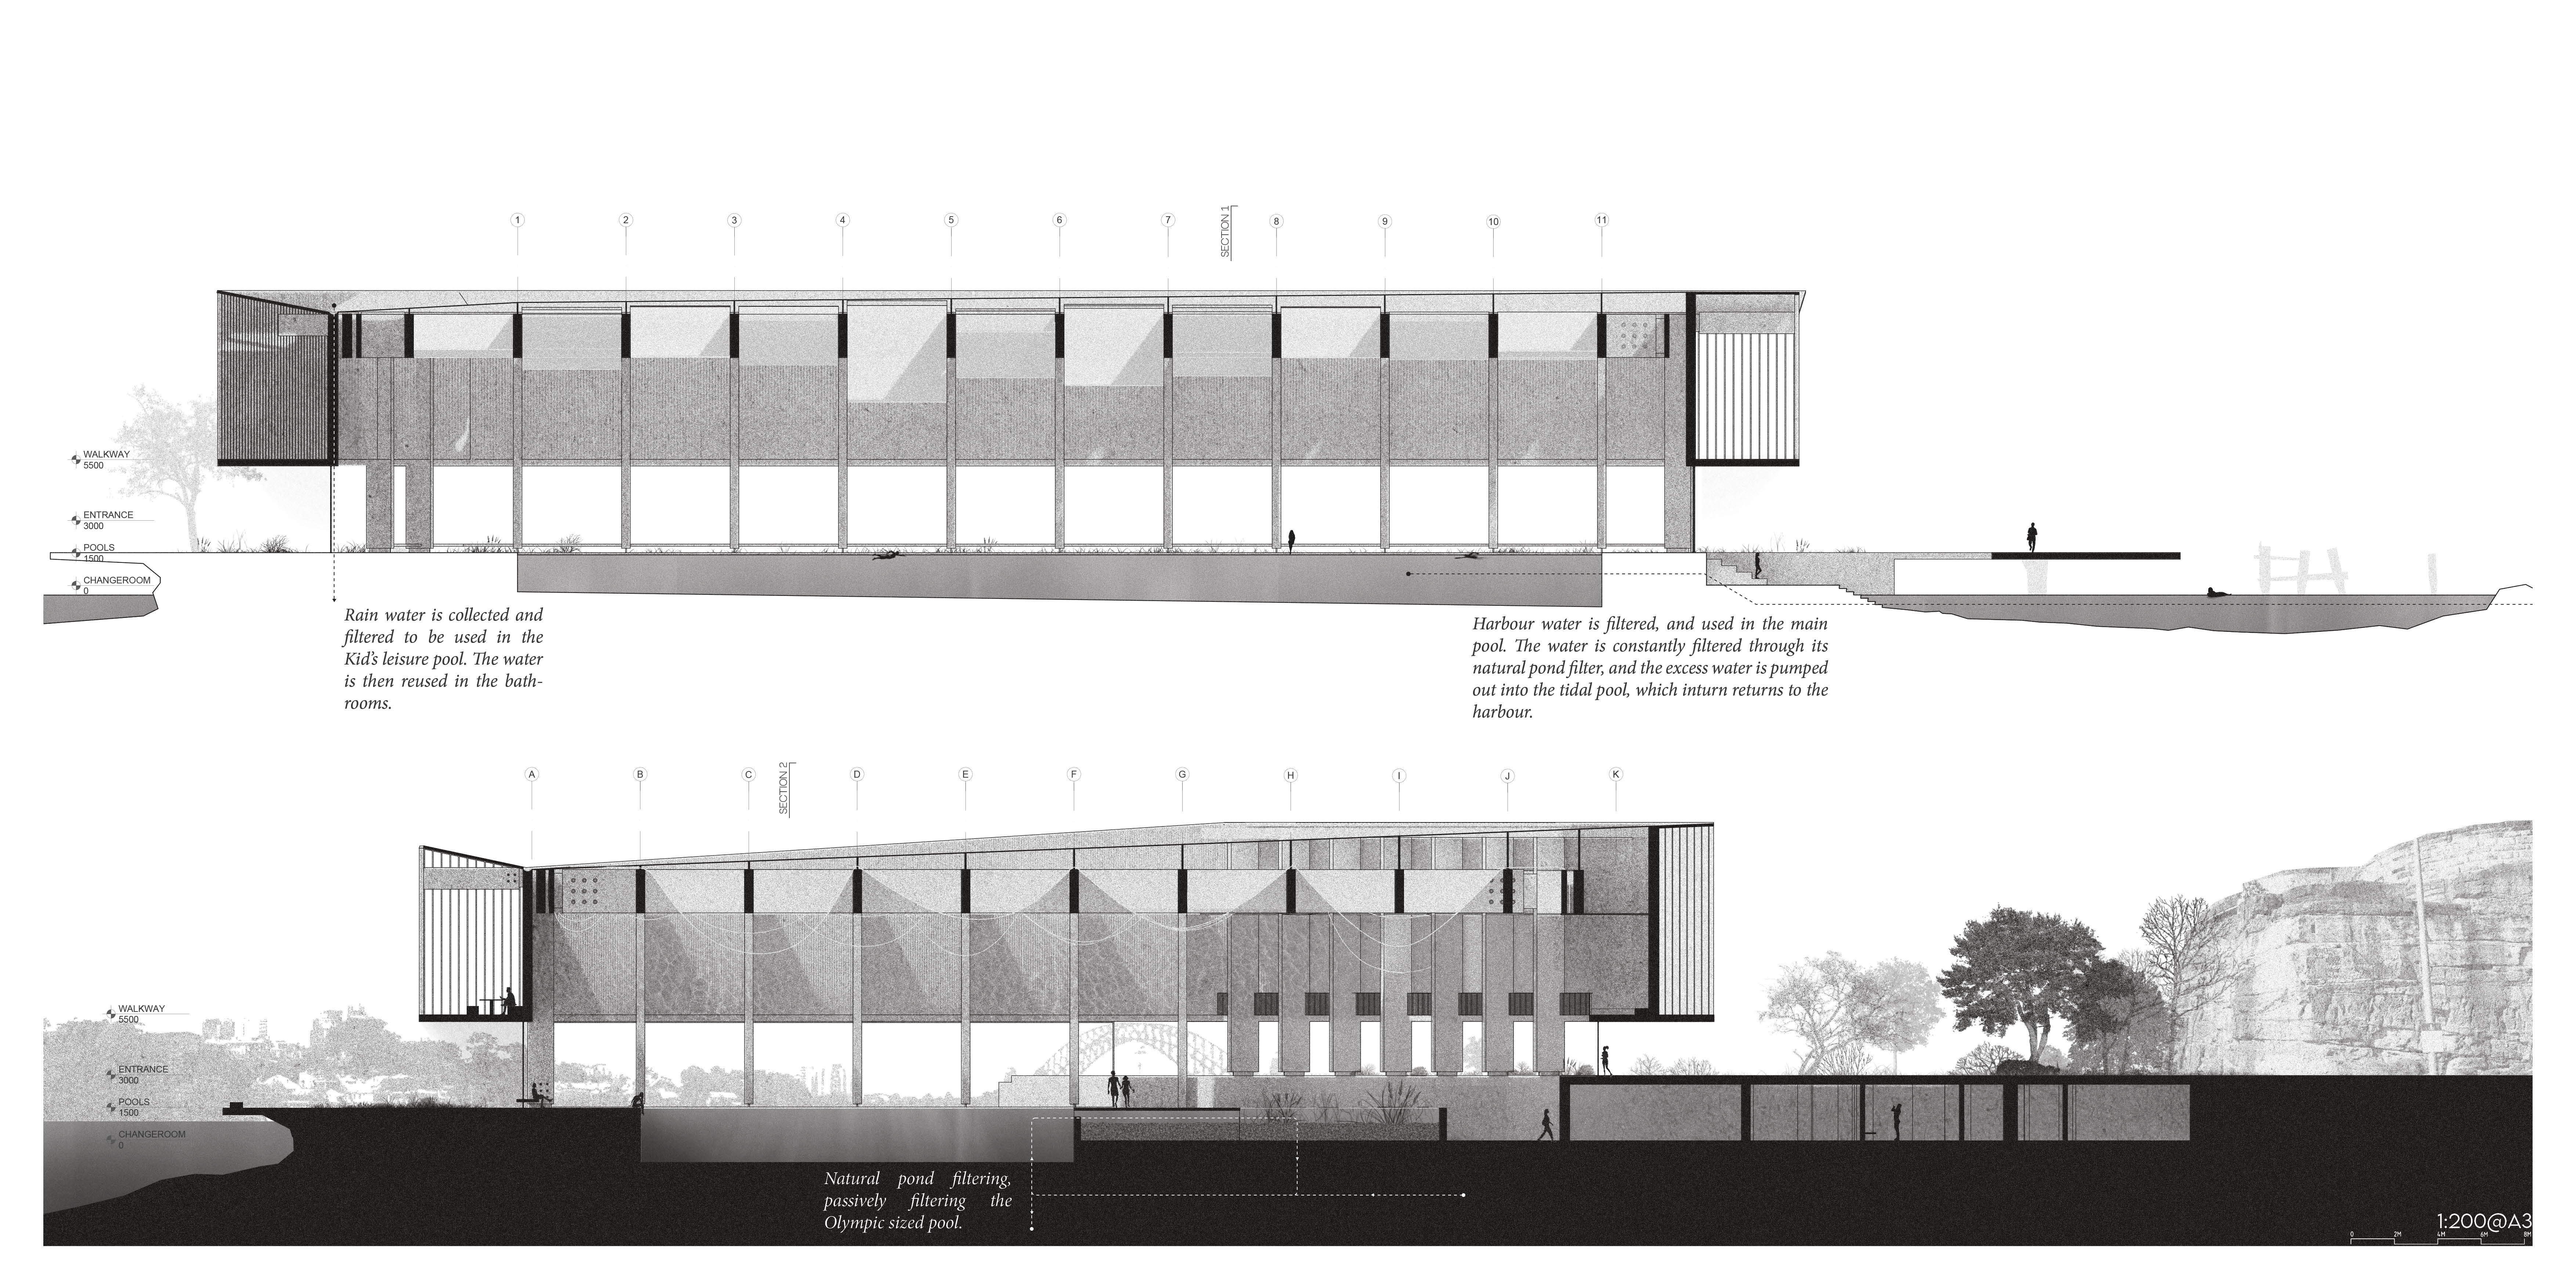 SECTION 1
1 2 3 4 5 6 7 8 9 10 11
WALKWAY
5500
ENTRANCE
3000
POOLS
1500
CHANGEROOM
0
Rain water is collected and
filtered to be used in the
Kid's leisure pool. The water
is then reused in the bath-
rooms.
Harbour water is filtered, and used in the main
pool. The water is constantly filtered through its
natural pond filter, and the excess water is pumped
out into the tidal pool, which inturn returns to the
harbour.
SECTION 2
A B C D E F G H I J K
WALKWAY
5500
ENTRANCE
3000
POOLS
1500
CHANGEROOM
0
Natural pond filtering,
passively filtering the
Olympic sized pool.
1:200@A3
0 2M 4M 6M 8M